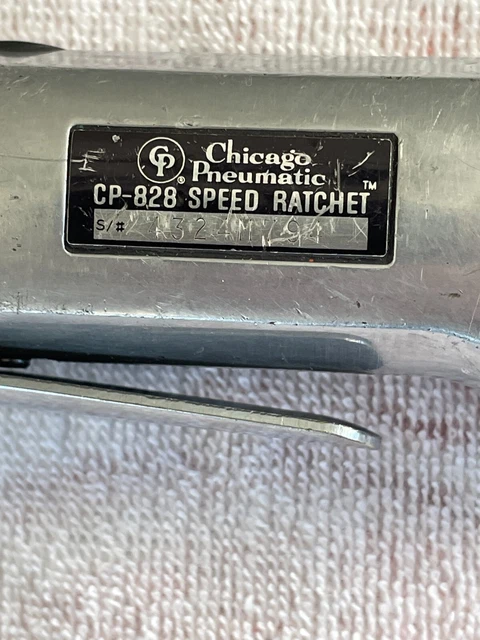 CP® Chicago
Pneumatic
CP-828 SPEED RATCHET™
S/#